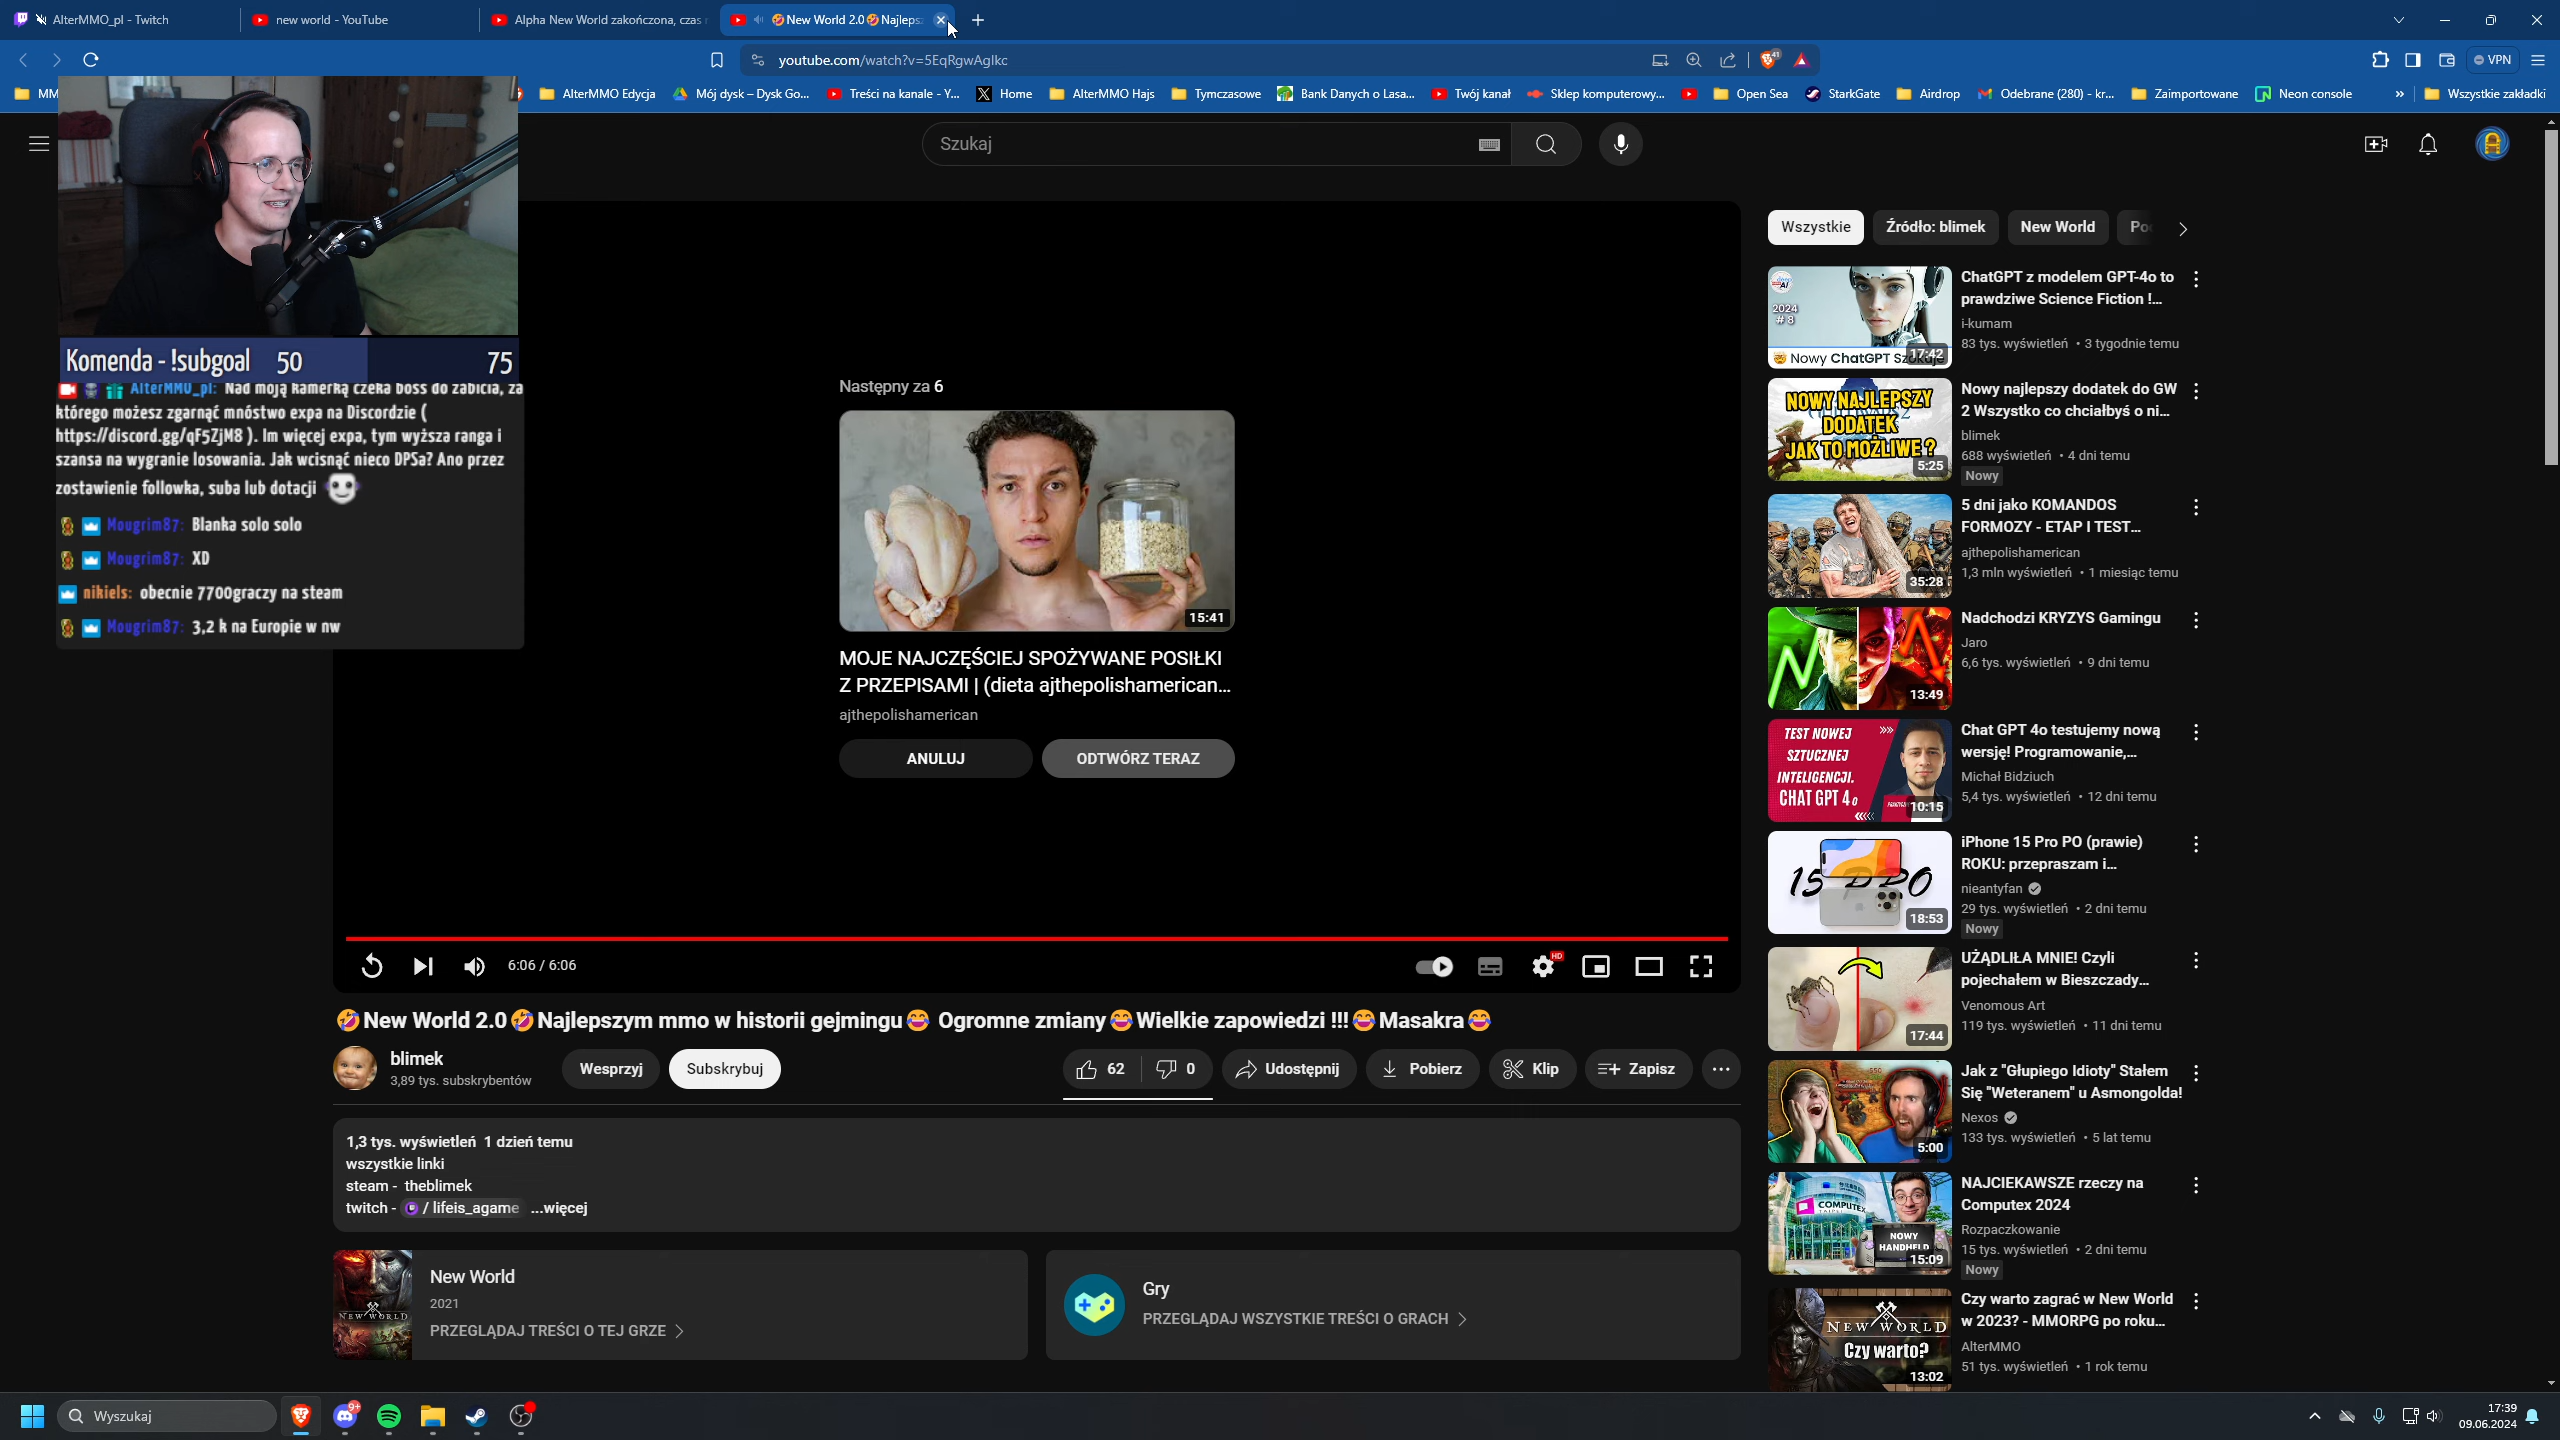 AlterMMO_pl - Twitch
new world - YouTube
Alpha New World zakończona, czas
🤣New World 2.0🤣Najleps
youtube.com/watch?v=5EqRgwAglkc
VPN
MM
AlterMMO Edycja
Mój dysk – Dysk Go...
Treści na kanale - Y...
Home
AlterMMO Hajs
Tymczasowe
Bank Danych o Lasa...
Twój kanał
Sklep komputerowy...
Open Sea
StarkGate
Airdrop
Odebrane (280) - kr...
Zaimportowane
Neon console
»
Wszystkie zakładki
Szukaj
Komenda - !subgoal 50 75
AlterMMO_pl: Nad moją kamerką czeka boss do zabicia, za
którego możesz zgarnąć mnóstwo expa na Discordzie (
https://discord.gg/qF5ZjM8 ). Im więcej expa, tym wyższa ranga i
szansa na wygranie losowania. Jak wcisnąć nieco DPSa? Ano przez
zostawienie followka, suba lub dotacji
Mougrim87: Blanka solo solo
Mougrim87: XD
nikiels: obecnie 7700graczy na steam
Mougrim87: 3,2 k na Europie w nw
Następny za 6
15:41
MOJE NAJCZĘŚCIEJ SPOŻYWANE POSIŁKI
Z PRZEPISAMI | (dieta ajthepolishamerican...
ajthepolishamerican
ANULUJ
ODTWÓRZ TERAZ
6:06 / 6:06
HD
🤣New World 2.0🤣Najlepszym mmo w historii gejmingu😂 Ogromne zmiany😂Wielkie zapowiedzi !!!😂Masakra😂
blimek
3,89 tys. subskrybentów
Wesprzyj
Subskrybuj
62
0
Udostępnij
Pobierz
Klip
Zapisz
1,3 tys. wyświetleń 1 dzień temu
wszystkie linki
steam - theblimek
twitch - / lifeis_agame ...więcej
NEW WORLD
New World
2021
PRZEGLĄDAJ TREŚCI O TEJ GRZE
Gry
PRZEGLĄDAJ WSZYSTKIE TREŚCI O GRACH
Wszystkie
Źródło: blimek
New World
AI
2024
# 8
Nowy ChatGPT Szokuje
17:42
ChatGPT z modelem GPT-4o to
prawdziwe Science Fiction !...
i-kumam
83 tys. wyświetleń • 3 tygodnie temu
NOWY NAJLEPSZY
DODATEK
JAK TO MOŻLIWE ?
5:25
Nowy najlepszy dodatek do GW
2 Wszystko co chciałbyś o ni...
blimek
688 wyświetleń • 4 dni temu
Nowy
35:28
5 dni jako KOMANDOS
FORMOZY - ETAP I TEST...
ajthepolishamerican
1,3 mln wyświetleń • 1 miesiąc temu
13:49
Nadchodzi KRYZYS Gamingu
Jaro
6,6 tys. wyświetleń • 9 dni temu
TEST NOWEJ
SZTUCZNEJ
INTELIGENCJI.
CHAT GPT 4o
10:15
Chat GPT 4o testujemy nową
wersję! Programowanie,...
Michał Bidziuch
5,4 tys. wyświetleń • 12 dni temu
15 PRO
18:53
iPhone 15 Pro PO (prawie)
ROKU: przepraszam i...
nieantyfan
29 tys. wyświetleń • 2 dni temu
Nowy
17:44
UŻĄDLIŁA MNIE! Czyli
pojechałem w Bieszczady...
Venomous Art
119 tys. wyświetleń • 11 dni temu
5:00
Jak z "Głupiego Idioty" Stałem
Się "Weteranem" u Asmongolda!
Nexos
133 tys. wyświetleń • 5 lat temu
COMPUTEX
NOWY
HANDHELD
15:09
NAJCIEKAWSZE rzeczy na
Computex 2024
Rozpaczkowanie
15 tys. wyświetleń • 2 dni temu
Nowy
NEW WORLD
Czy warto?
13:02
Czy warto zagrać w New World
w 2023? - MMORPG po roku...
AlterMMO
51 tys. wyświetleń • 1 rok temu
Wyszukaj
9+
17:39
09.06.2024